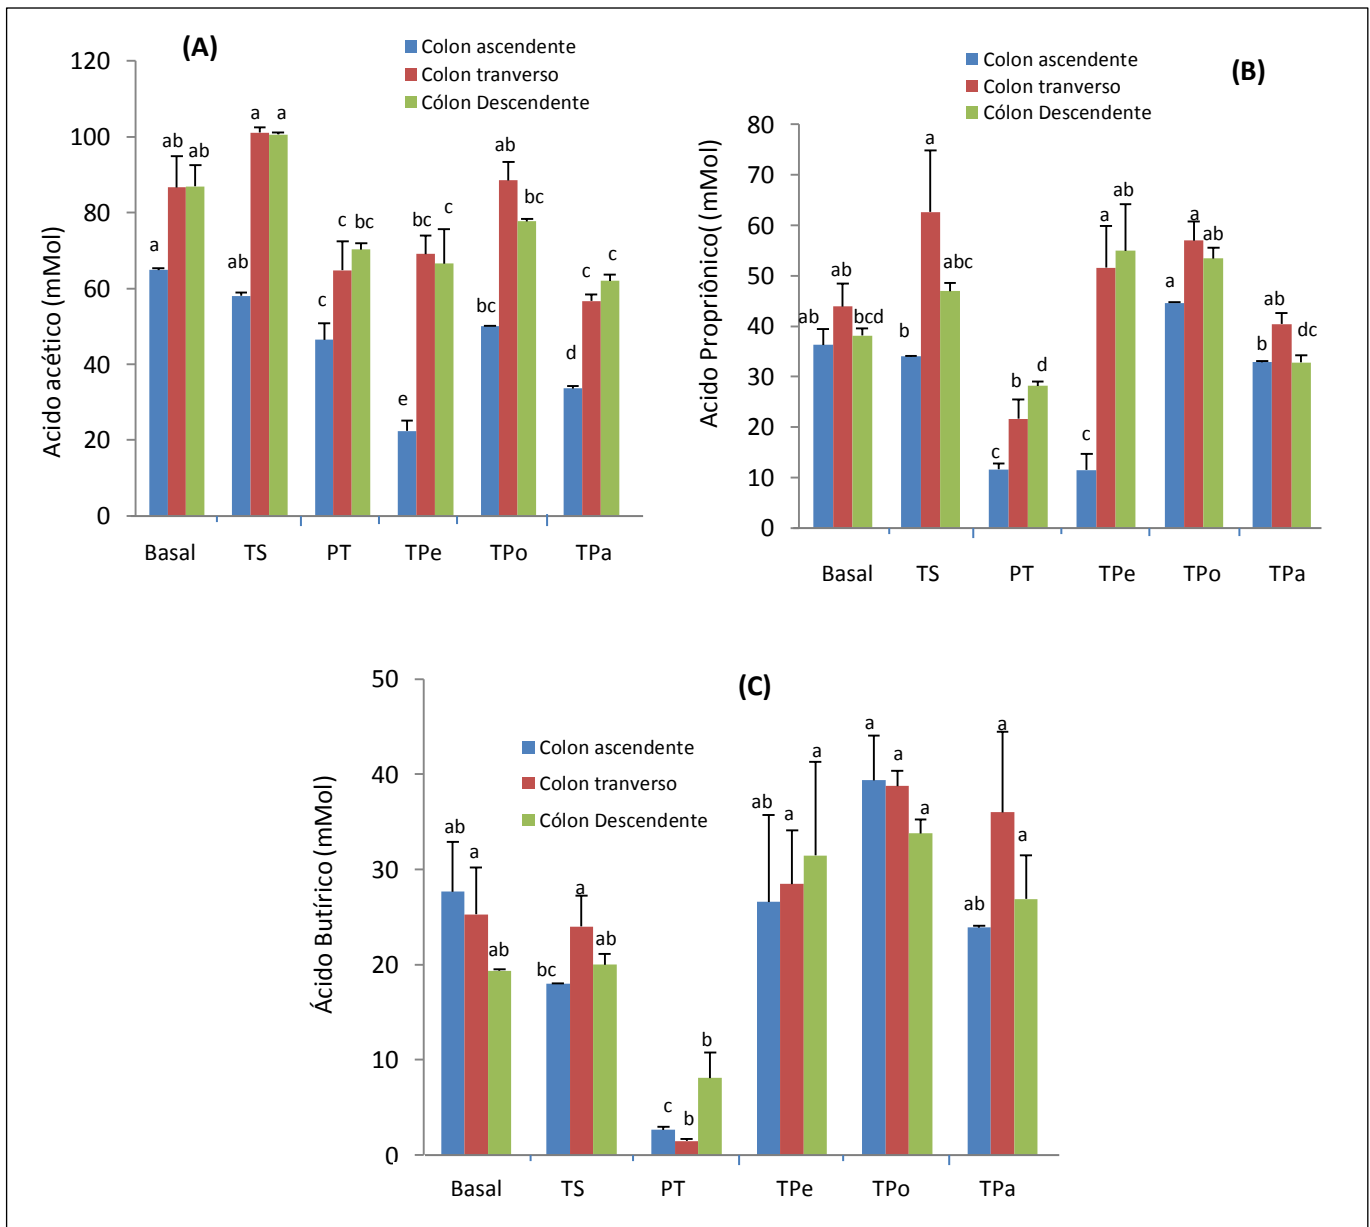 (A)
Colon ascendente
Colon tranverso
Cólon Descendente
Acido acético (mMol)
120
100
80
60
40
20
0
a ab ab
ab a a
c c bc
e bc c
bc ab bc
d c c
Basal TS PT TPe TPo TPa
(B)
Colon ascendente
Colon tranverso
Cólon Descendente
Acido Propriônico( (mMol)
80
70
60
50
40
30
20
10
0
ab ab bcd
b a abc
c b d
c a ab
a a ab
b ab dc
Basal TS PT TPe TPo TPa
(C)
Colon ascendente
Colon tranverso
Cólon Descendente
Ácido Butírico (mMol)
50
40
30
20
10
0
ab a ab
bc a ab
c b b
ab a a
a a a
ab a a
Basal TS PT TPe TPo TPa